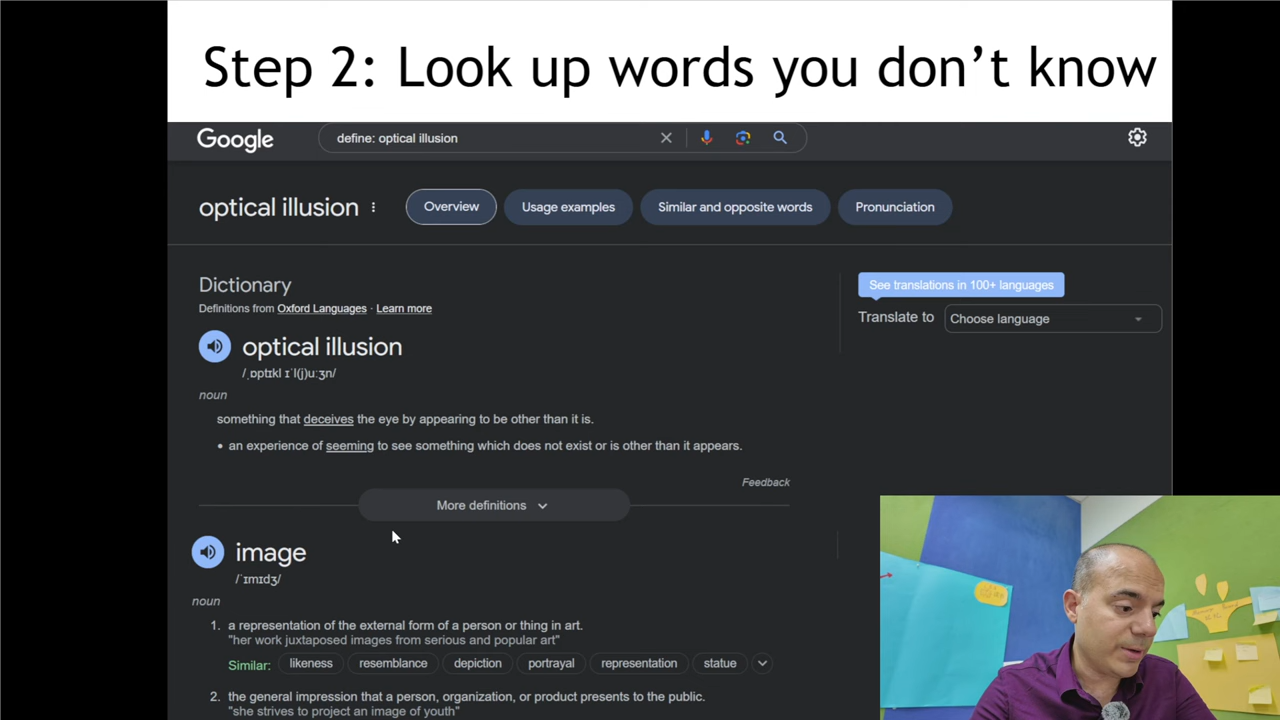 Step 2: Look up words you don't know
Google
define: optical illusion
optical illusion
Overview
Usage examples
Similar and opposite words
Pronunciation
Dictionary
Definitions from Oxford Languages · Learn more
See translations in 100+ languages
Translate to
Choose language
optical illusion
/ˌɒptɪkl ɪˈl(j)uːʒn/
noun
something that deceives the eye by appearing to be other than it is.
• an experience of seeming to see something which does not exist or is other than it appears.
Feedback
More definitions
image
/ˈɪmɪdʒ/
noun
1. a representation of the external form of a person or thing in art.
"her work juxtaposed images from serious and popular art"
Similar: likeness resemblance depiction portrayal representation statue
2. the general impression that a person, organization, or product presents to the public.
"she strives to project an image of youth"